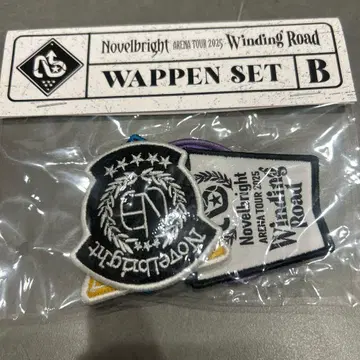 Novelbright ARENA TOUR 2025 Winding Road
WAPPEN SET B
Novelbright
Novelbright
ARENA TOUR 2025
Winding
Road